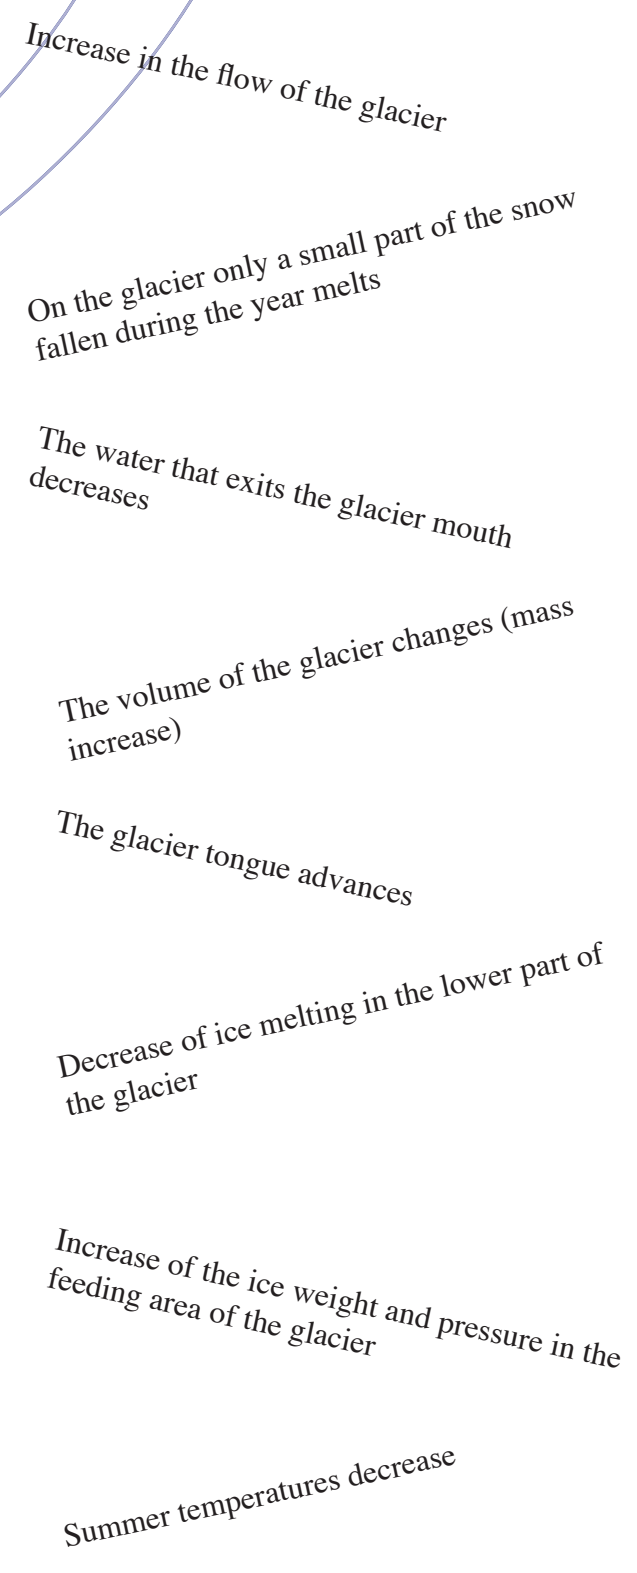 Increase in the flow of the glacier
On the glacier only a small part of the snow
fallen during the year melts
The water that exits the glacier mouth
decreases
The volume of the glacier changes (mass
increase)
The glacier tongue advances
Decrease of ice melting in the lower part of
the glacier
Increase of the ice weight and pressure in the
feeding area of the glacier
Summer temperatures decrease